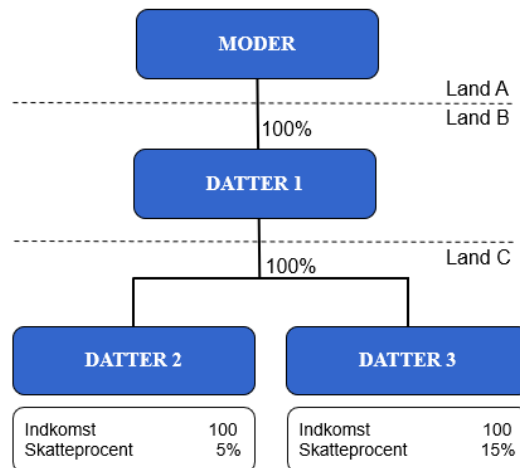 MODER
Land A
Land B
100%
DATTER 1
100%
Land C
DATTER 2
DATTER 3
Indkomst 100
Skatteprocent 5%
Indkomst 100
Skatteprocent 15%